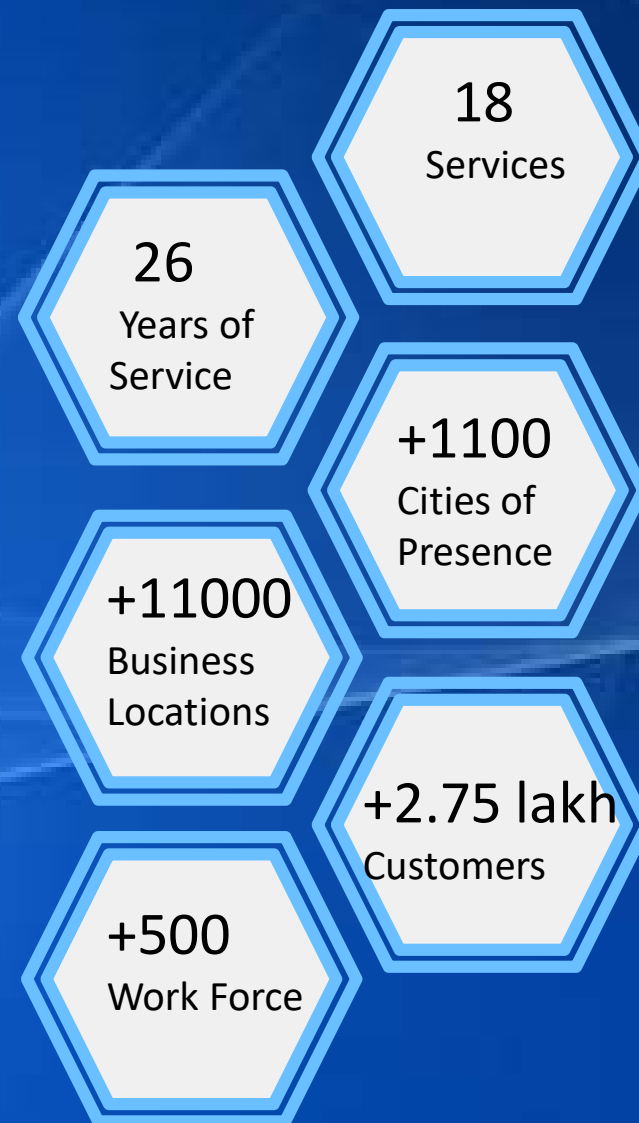 18
Services
26
Years of
Service
+1100
Cities of
Presence
+11000
Business
Locations
+2.75 lakh
Customers
+500
Work Force